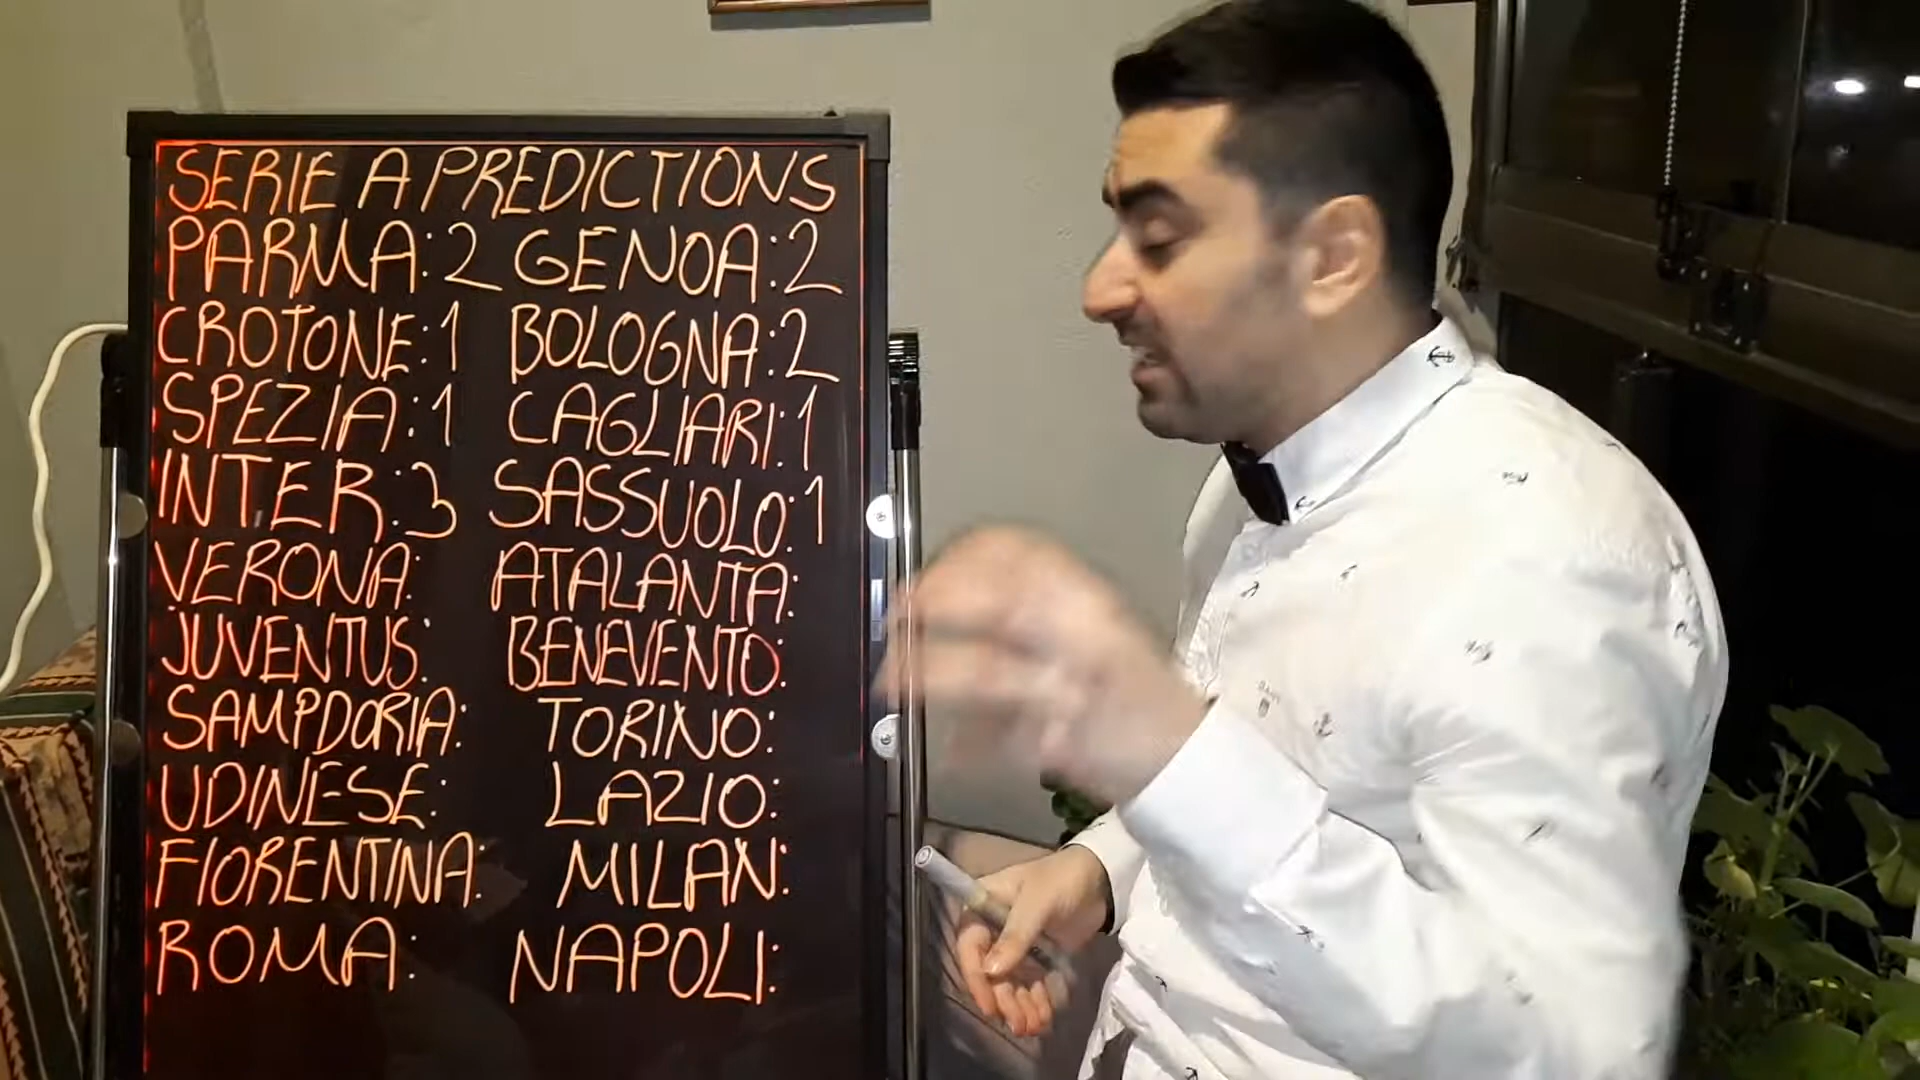 SERIE A PREDICTIONS
PARMA: 2 GENOA: 2
CROTONE: 1 BOLOGNA: 2
SPEZIA: 1 CAGLIARI: 1
INTER: 3 SASSUOLO: 1
VERONA: ATALANTA:
JUVENTUS: BENEVENTO:
SAMPDORIA: TORINO:
UDINESE: LAZIO:
FIORENTINA: MILAN:
ROMA: NAPOLI: